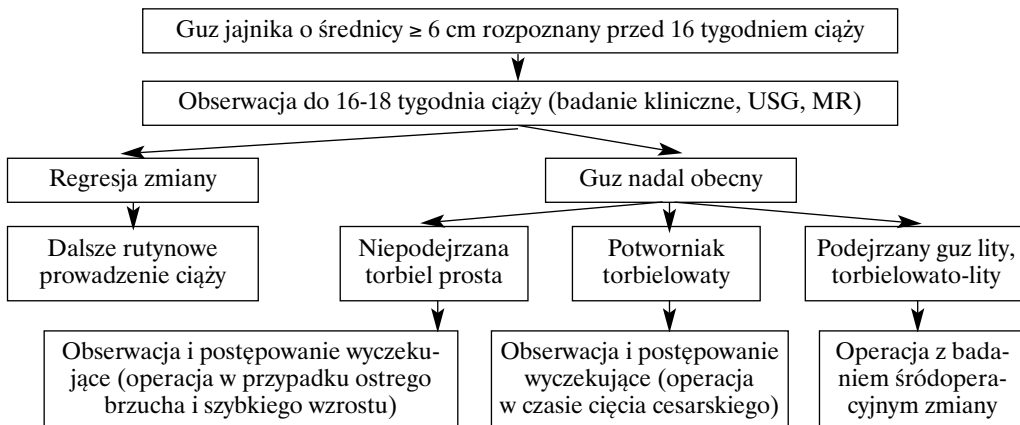 Guz jajnika o średnicy ≥ 6 cm rozpoznany przed 16 tygodniem ciąży
Obserwacja do 16-18 tygodnia ciąży (badanie kliniczne, USG, MR)
Regresja zmiany
Guz nadal obecny
Dalsze rutynowe
prowadzenie ciąży
Niepodejrzana
torbiel prosta
Potworniak
torbielowaty
Podejrzany guz lity,
torbielowato-lity
Obserwacja i postępowanie wyczeku-
jące (operacja w przypadku ostrego
brzucha i szybkiego wzrostu)
Obserwacja i postępowanie
wyczekujące (operacja
w czasie cięcia cesarskiego)
Operacja z bada-
niem śródopera-
cyjnym zmiany